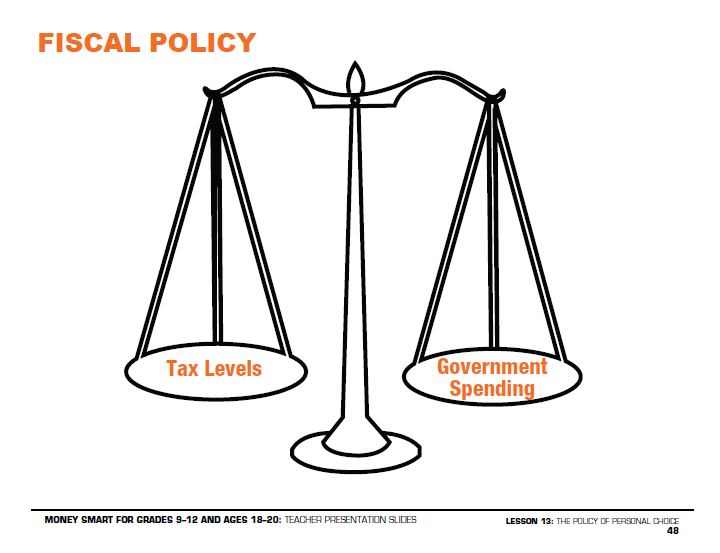 FISCAL POLICY
Tax Levels
Government
Spending
MONEY SMART FOR GRADES 9–12 AND AGES 18–20: TEACHER PRESENTATION SLIDES
LESSON 13: THE POLICY OF PERSONAL CHOICE
48